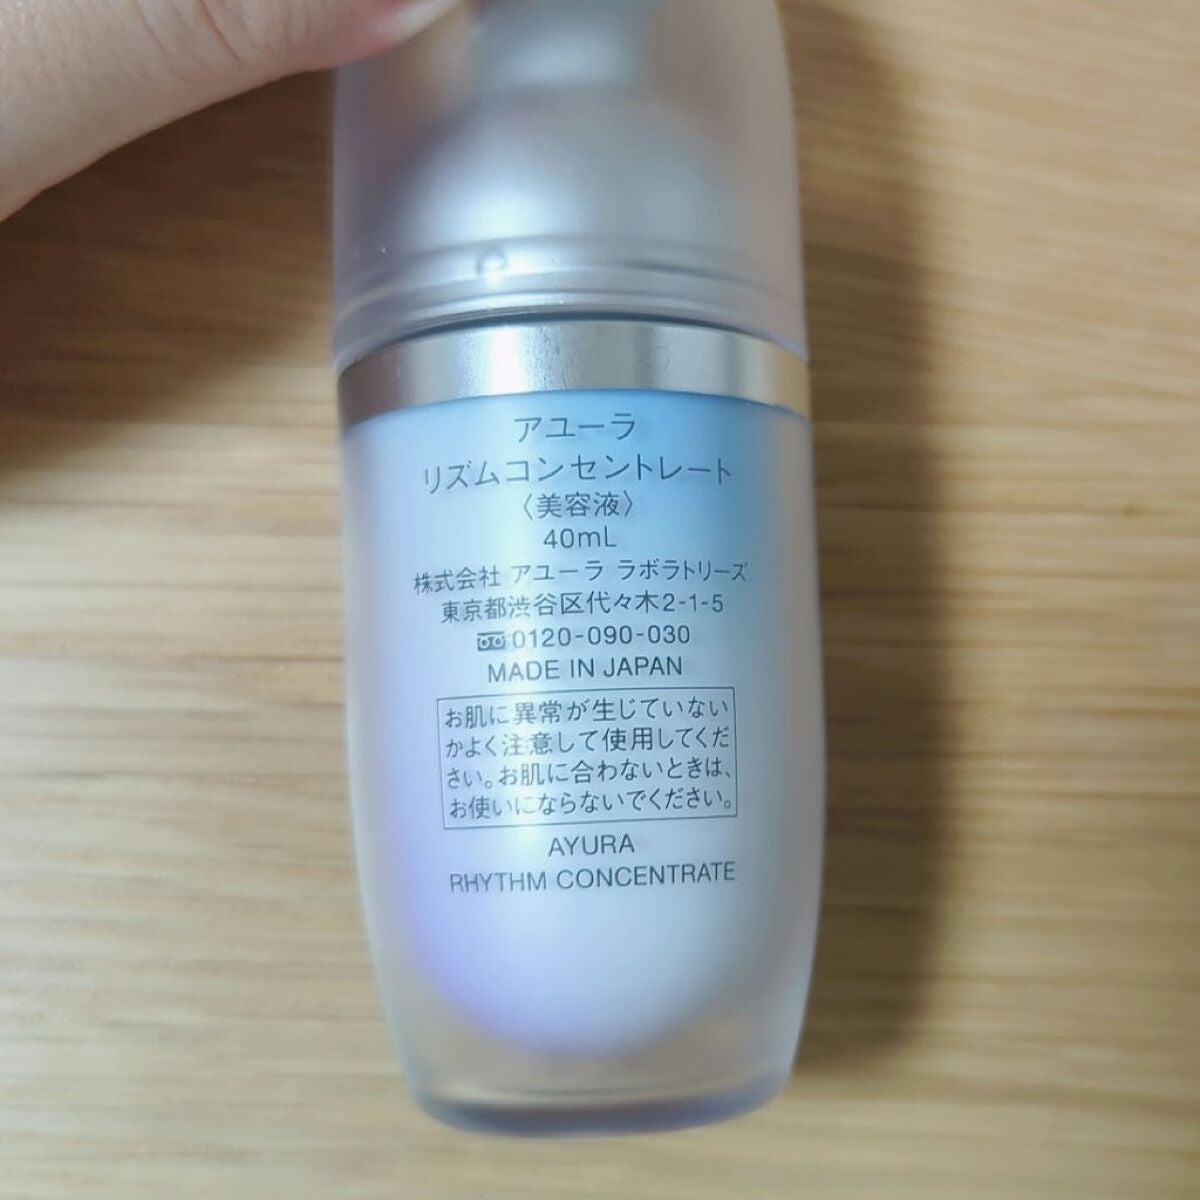 アユーラ
リズムコンセントレート
〈美容液〉
40mL
株式会社 アユーラ ラボラトリーズ
東京都渋谷区代々木2-1-5
0120-090-030
MADE IN JAPAN
お肌に異常が生じていない
かよく注意して使用してくだ
さい。お肌に合わないときは、
お使いにならないでください。
AYURA
RHYTHM CONCENTRATE